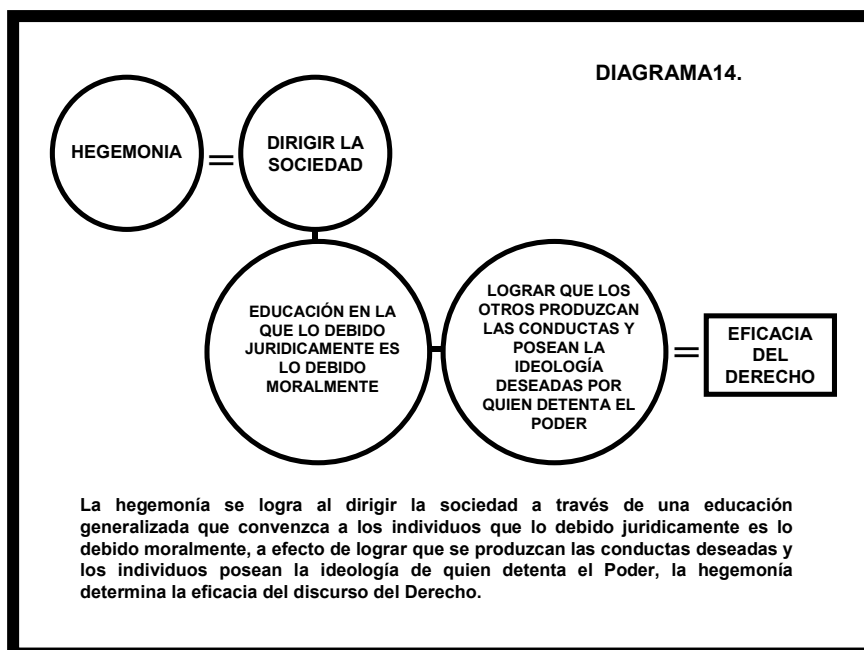 DIAGRAMA14.
HEGEMONIA
=
DIRIGIR LA
SOCIEDAD
EDUCACIÓN EN LA
QUE LO DEBIDO
JURIDICAMENTE ES
LO DEBIDO
MORALMENTE
LOGRAR QUE LOS
OTROS PRODUZCAN
LAS CONDUCTAS Y
POSEAN LA
IDEOLOGÍA
DESEADAS POR
QUIEN DETENTA EL
PODER
=
EFICACIA
DEL
DERECHO
La hegemonía se logra al dirigir la sociedad a través de una educación
generalizada que convenzca a los individuos que lo debido juridicamente es lo
debido moralmente, a efecto de lograr que se produzcan las conductas deseadas y
los individuos posean la ideología de quien detenta el Poder, la hegemonía
determina la eficacia del discurso del Derecho.